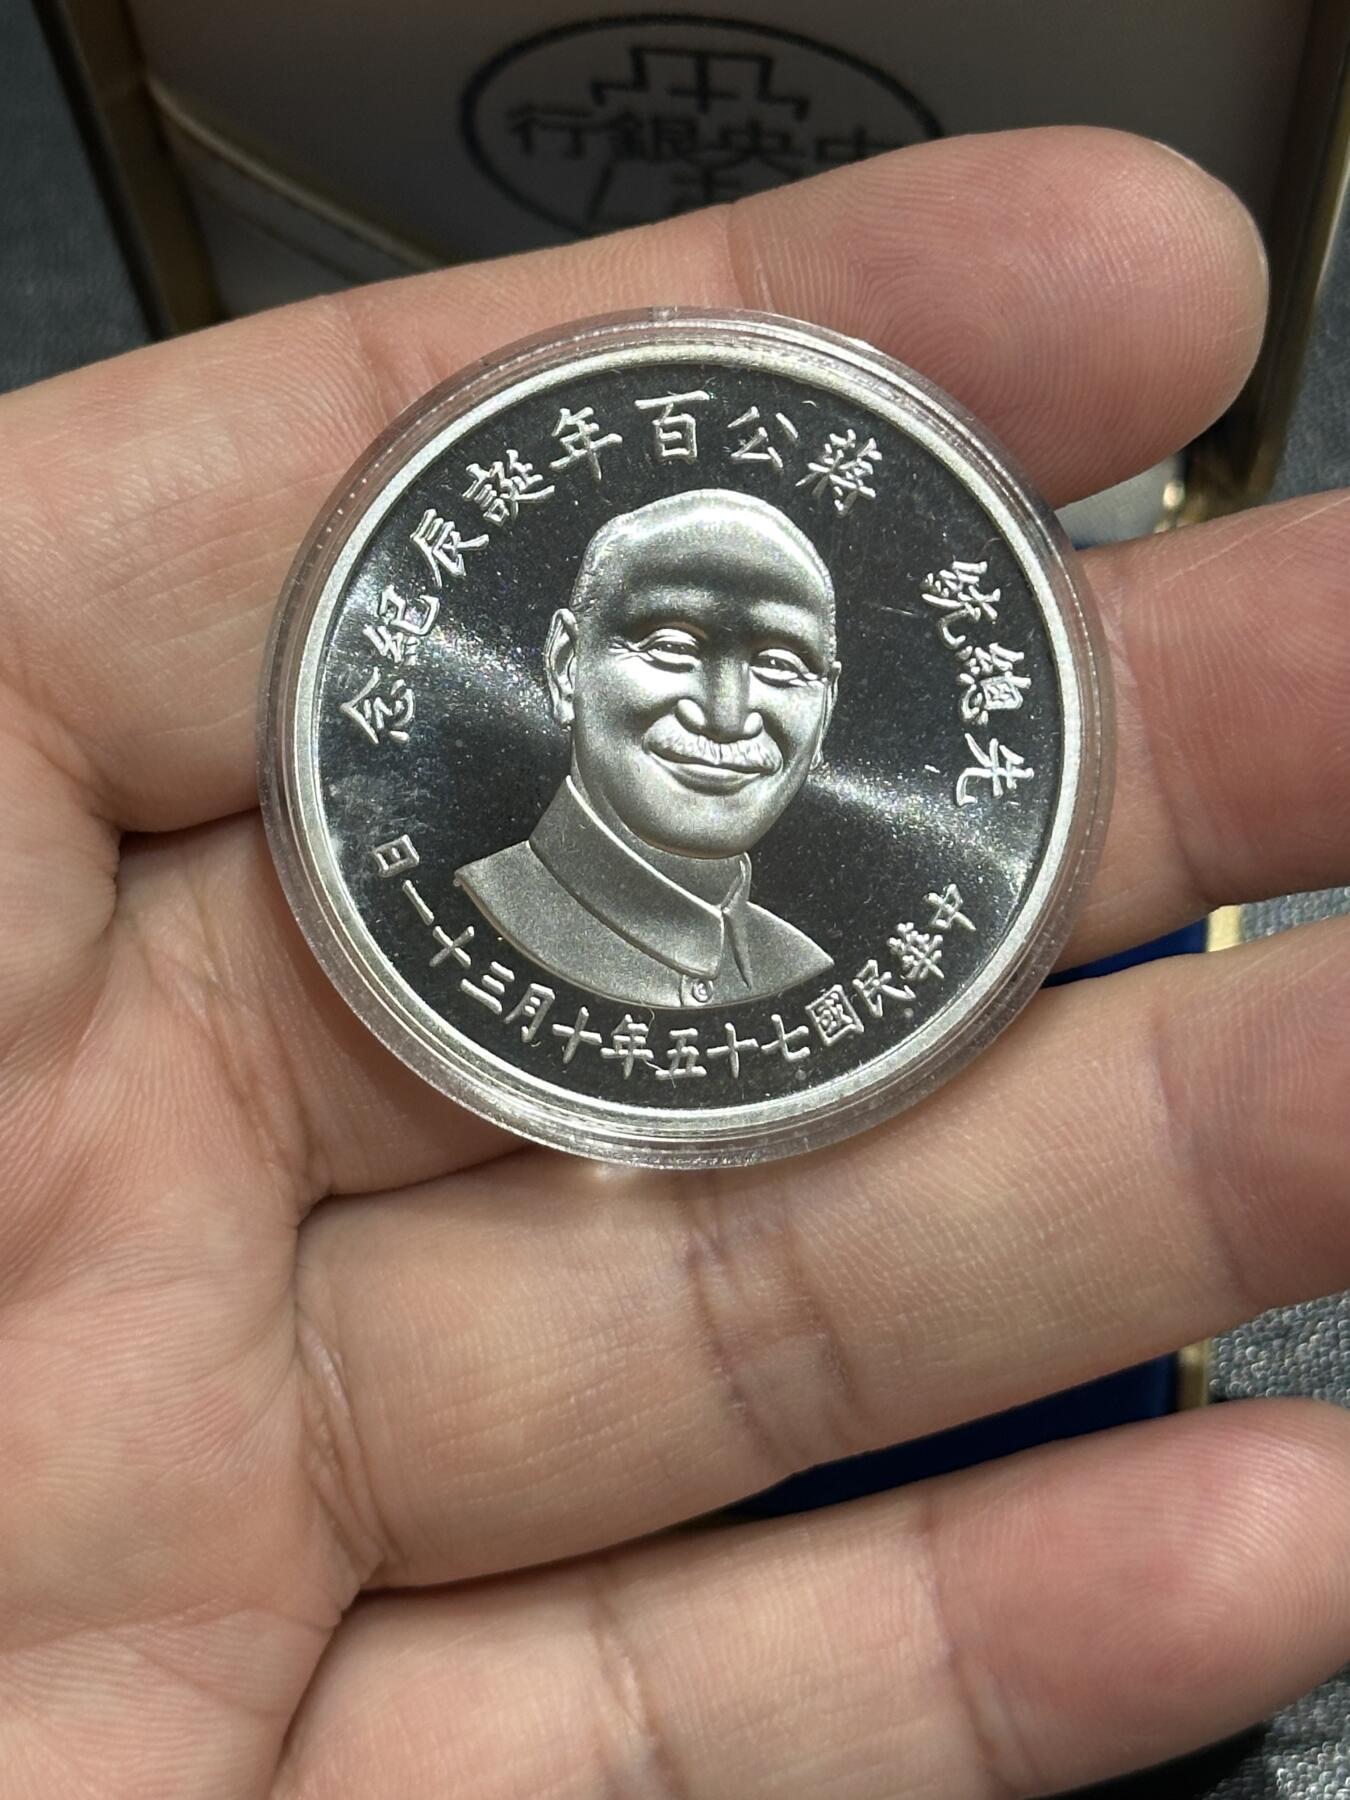 行銀央中
念紀辰誕年百公蔣 統總先
日一十三月十年五十七國民華中